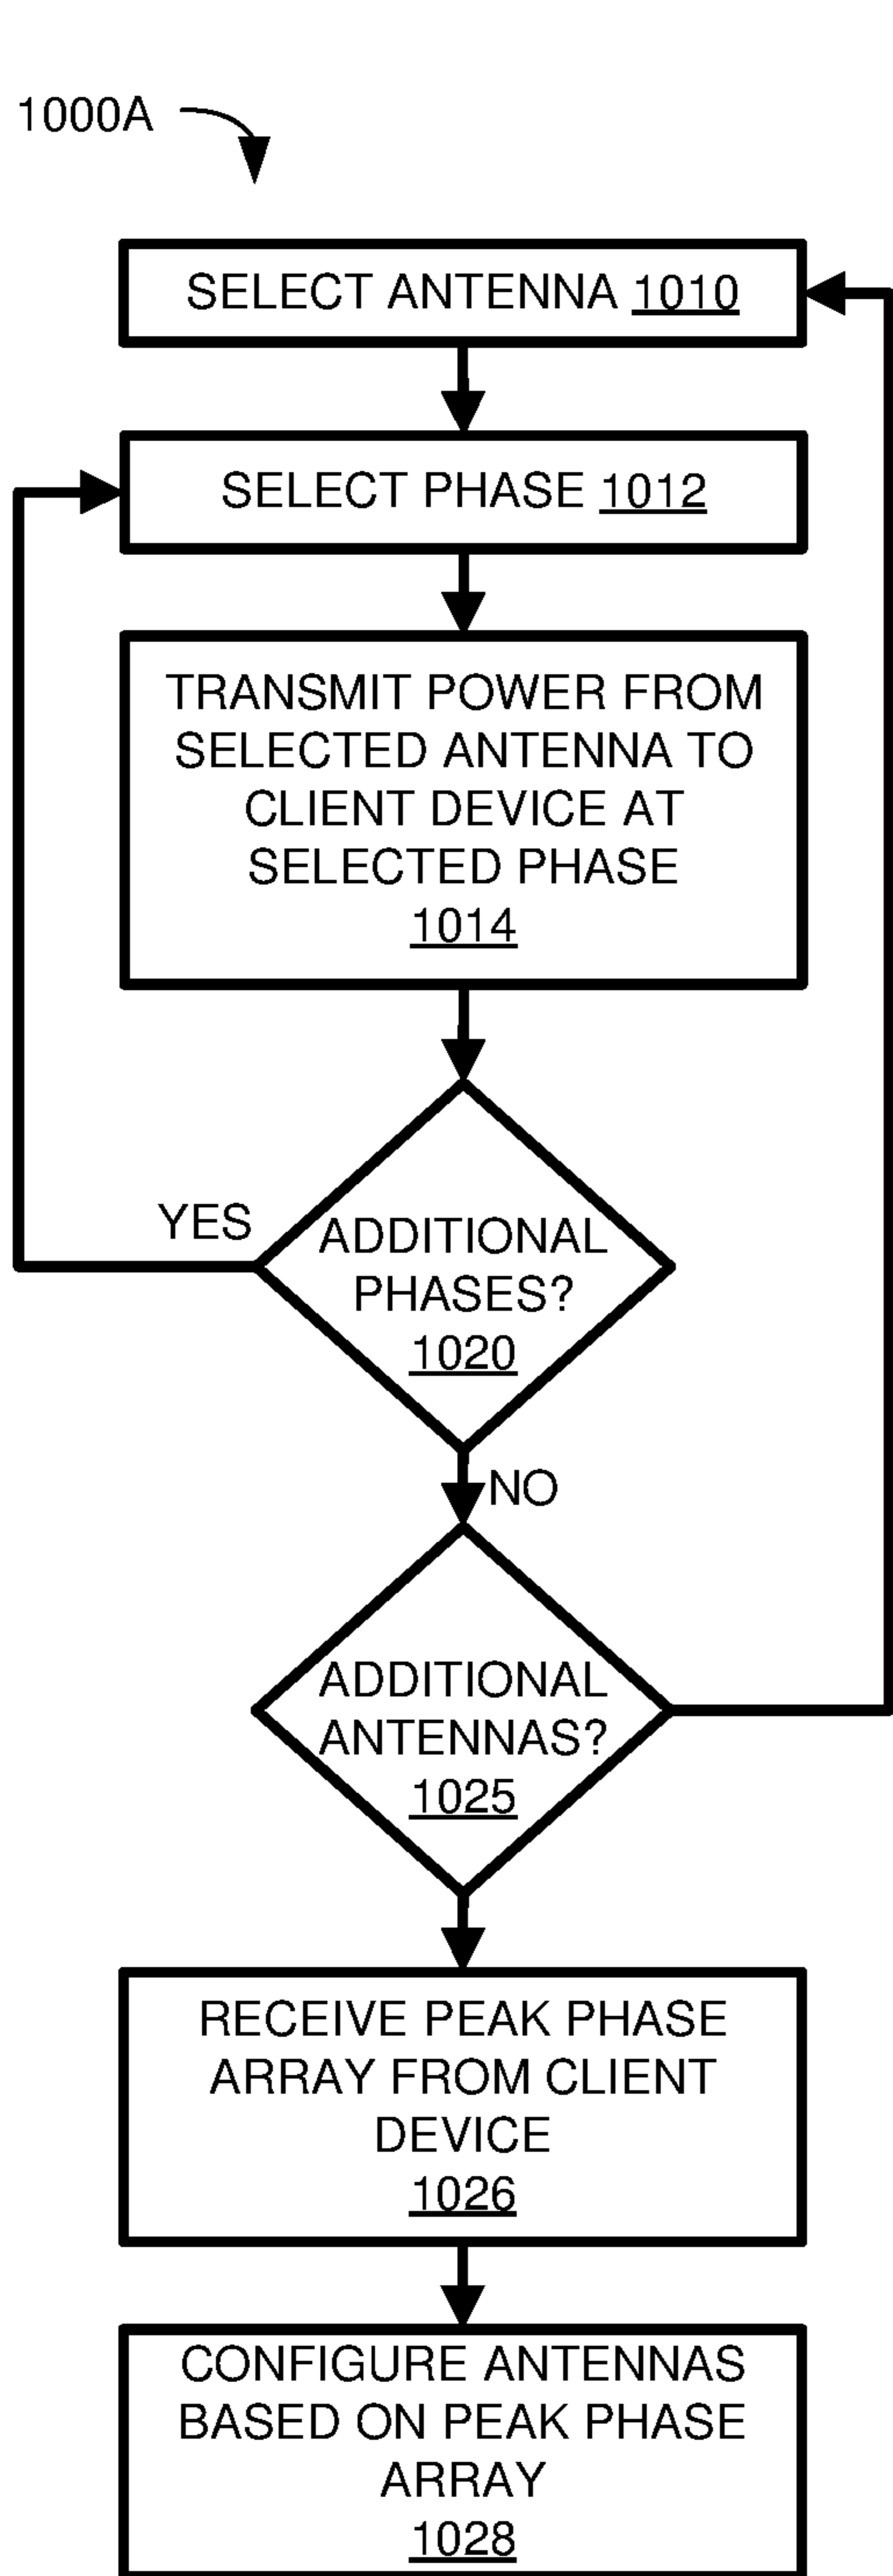 1000A
SELECT ANTENNA 1010
SELECT PHASE 1012
TRANSMIT POWER FROM
SELECTED ANTENNA TO
CLIENT DEVICE AT
SELECTED PHASE
1014
YES
ADDITIONAL
PHASES?
1020
NO
ADDITIONAL
ANTENNAS?
1025
RECEIVE PEAK PHASE
ARRAY FROM CLIENT
DEVICE
1026
CONFIGURE ANTENNAS
BASED ON PEAK PHASE
ARRAY
1028